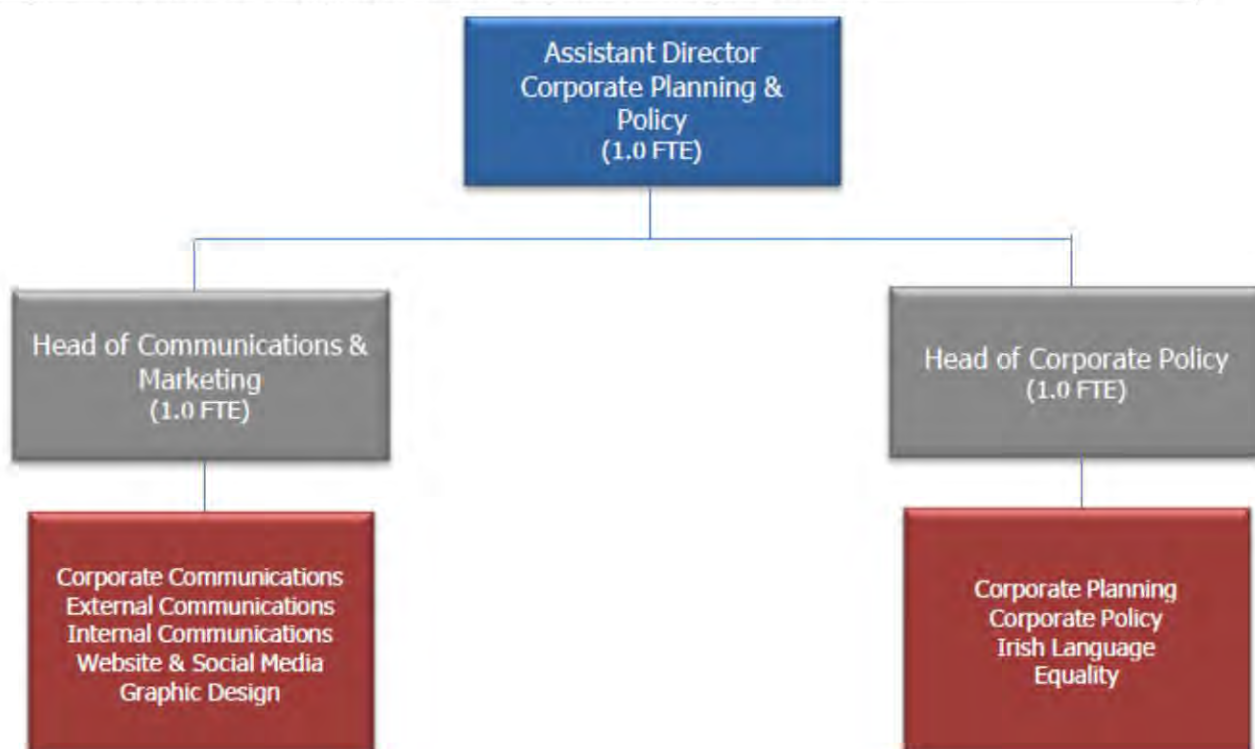 Assistant Director
Corporate Planning &
Policy
(1.0 FTE)
Head of Communications &
Marketing
(1.0 FTE)
Head of Corporate Policy
(1.0 FTE)
Corporate Communications
External Communications
Internal Communications
Website & Social Media
Graphic Design
Corporate Planning
Corporate Policy
Irish Language
Equality